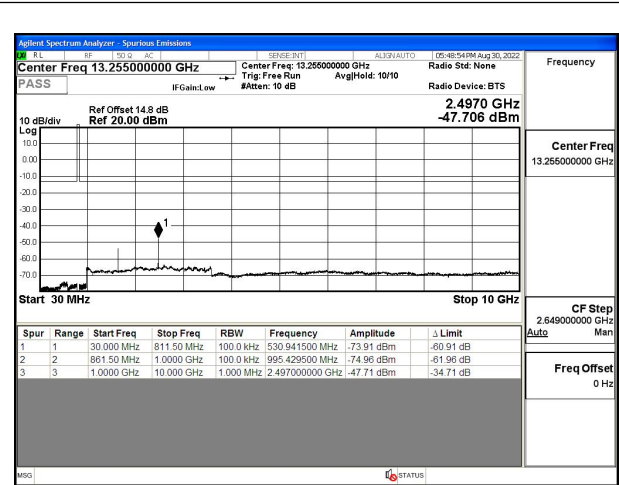 Agilent Spectrum Analyzer - Spurious Emissions
RL RF 50 Ω AC SENSE:INT ALIGN AUTO 05:48:54 PM Aug 30, 2022
Center Freq 13.255000000 GHz
Center Freq: 13.255000000 GHz
Radio Std: None
Trig: Free Run Avg|Hold: 10/10
PASS
IFGain:Low #Atten: 10 dB Radio Device: BTS
Frequency
Ref Offset 14.8 dB
2.4970 GHz
10 dB/div Ref 20.00 dBm
-47.706 dBm
Log
10.0
0.00
-10.0
-20.0
-30.0
-40.0
-50.0
-60.0
-70.0
1
Start 30 MHz Stop 10 GHz
Center Freq
13.255000000 GHz
CF Step
2.649000000 GHz
Auto Man
Freq Offset
0 Hz
Spur Range Start Freq Stop Freq RBW Frequency Amplitude Δ Limit
1 1 30.000 MHz 811.50 MHz 100.0 kHz 530.941500 MHz -73.91 dBm -60.91 dB
2 2 861.50 MHz 1.0000 GHz 100.0 kHz 995.429500 MHz -74.96 dBm -61.96 dB
3 3 1.0000 GHz 10.000 GHz 1.000 MHz 2.497000000 GHz -47.71 dBm -34.71 dB
MSG STATUS